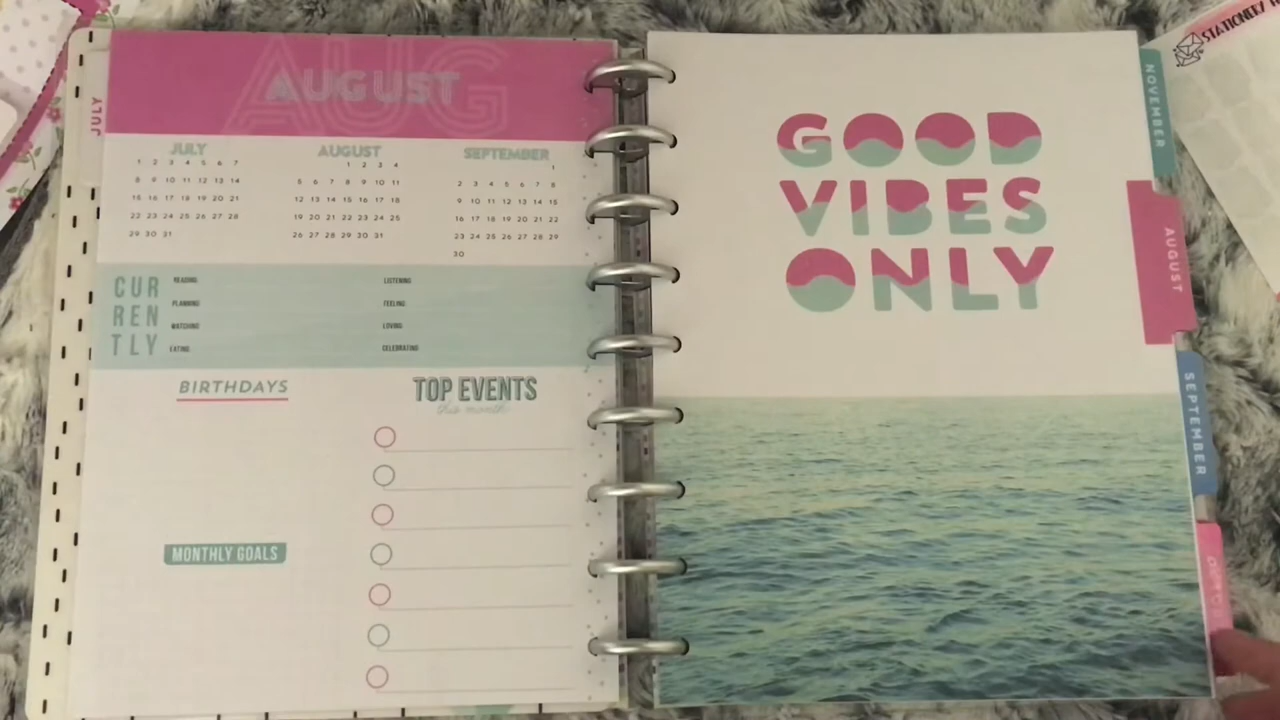 AUG
AUGUST
JULY
JULY
1 2 3 4 5 6 7
8 9 10 11 12 13 14
15 16 17 18 19 20 21
22 23 24 25 26 27 28
29 30 31
AUGUST
1 2 3 4
5 6 7 8 9 10 11
12 13 14 15 16 17 18
19 20 21 22 23 24 25
26 27 28 29 30 31
SEPTEMBER
1
2 3 4 5 6 7 8
9 10 11 12 13 14 15
16 17 18 19 20 21 22
23 24 25 26 27 28 29
30
CUR
REN
TLY
READING
PLANNING
WATCHING
EATING
LISTENING
FEELING
LOVING
CELEBRATING
BIRTHDAYS
TOP EVENTS
this month
MONTHLY GOALS
GOOD
VIBES
ONLY
NOVEMBER
AUGUST
SEPTEMBER
STATIONERY